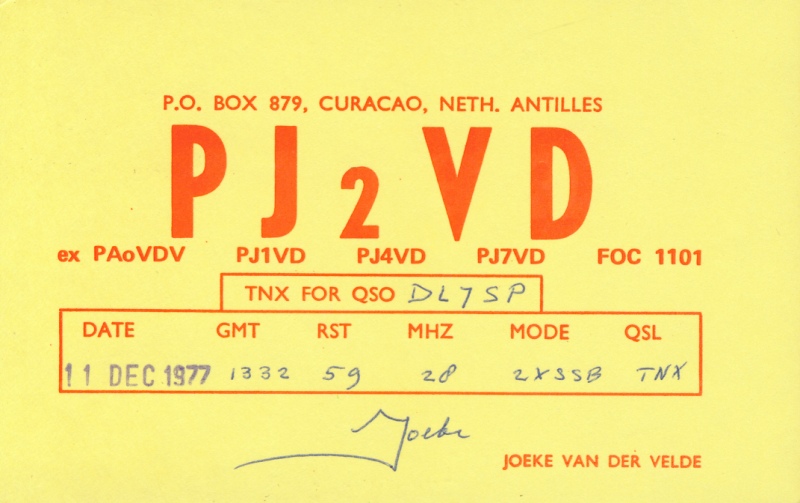 P.O. BOX 879, CURACAO, NETH. ANTILLES
PJ2VD
ex PAoVDV PJ1VD PJ4VD PJ7VD FOC 1101
TNX FOR QSO DL7SP
DATE GMT RST MHZ MODE QSL
11 DEC 1977 1332 59 28 2XSSB TNX
Joeke
JOEKE VAN DER VELDE